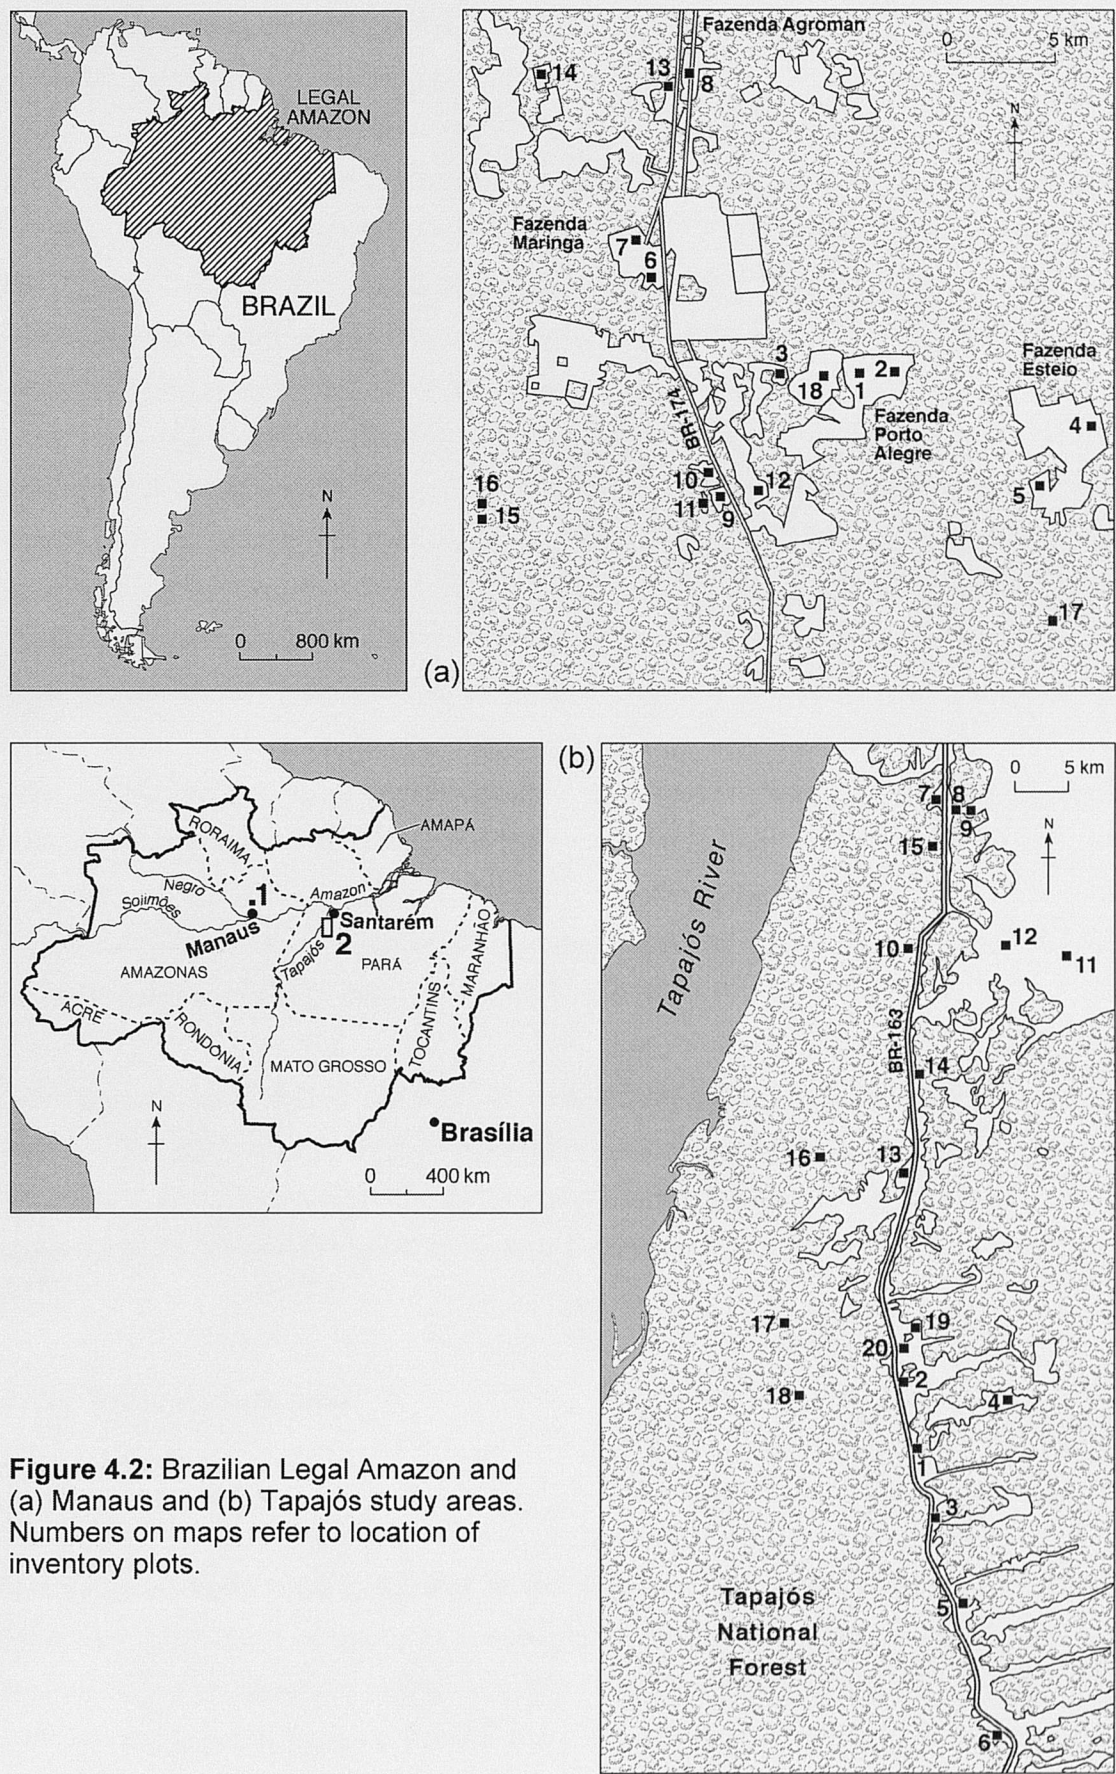 LEGAL
AMAZON
BRAZIL
N
0 800 km
(a)
Fazenda Agroman
0 5 km
14
13
8
N
Fazenda
Maringa
7
6
3
18
1
2
Fazenda
Esteio
4
BR-174
Fazenda
Porto
Alegre
10
12
5
16
15
11
9
17
RORAIMA
AMAPÁ
Negro
Solimões
Amazon
1
Manaus
Santarém
2
Tapajós
AMAZONAS
PARÁ
MARANHÃO
ACRE
RONDÔNIA
TOCANTINS
MATO GROSSO
N
Brasília
0 400 km
(b)
0 5 km
7
8
9
N
Tapajós River
15
10
12
11
BR-163
14
16
13
17
19
20
2
18
4
1
3
5
Tapajós
National
Forest
6
Figure 4.2: Brazilian Legal Amazon and
(a) Manaus and (b) Tapajós study areas.
Numbers on maps refer to location of
inventory plots.